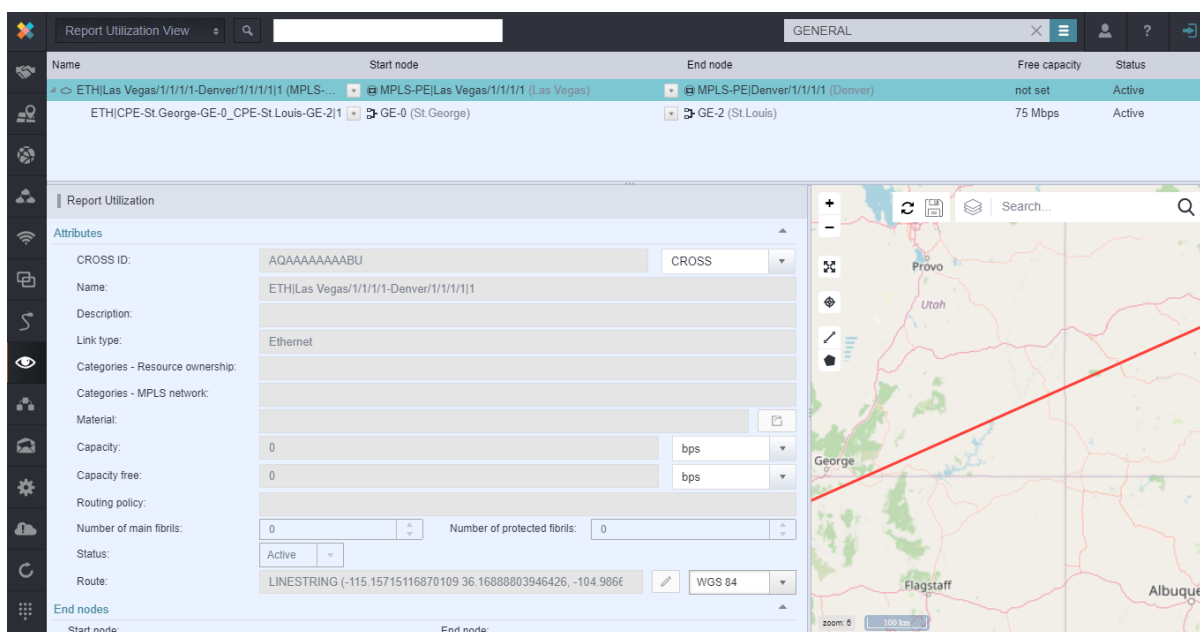 Report Utilization View
GENERAL
?
Name Start node End node Free capacity Status
ETH|Las Vegas/1/1/1/1-Denver/1/1/1/1|1 (MPLS-... MPLS-PE|Las Vegas/1/1/1/1 (Las Vegas) MPLS-PE|Denver/1/1/1/1 (Denver) not set Active
ETH|CPE-St.George-GE-0_CPE-St.Louis-GE-2|1 GE-0 (St.George) GE-2 (St.Louis) 75 Mbps Active
Report Utilization
Attributes
CROSS ID: AQAAAAAAABU CROSS
Name: ETH|Las Vegas/1/1/1/1-Denver/1/1/1/1|1
Description:
Link type: Ethernet
Categories - Resource ownership:
Categories - MPLS network:
Material:
Capacity: 0 bps
Capacity free: 0 bps
Routing policy:
Number of main fibrils: 0 Number of protected fibrils: 0
Status: Active
Route: LINESTRING (-115.15715116870109 36.16888803946426, -104.9866 WGS 84
End nodes
Start node: End node:
+
−
Search...
Provo
Utah
George
Flagstaff
Albuque
zoom: 6 100 km